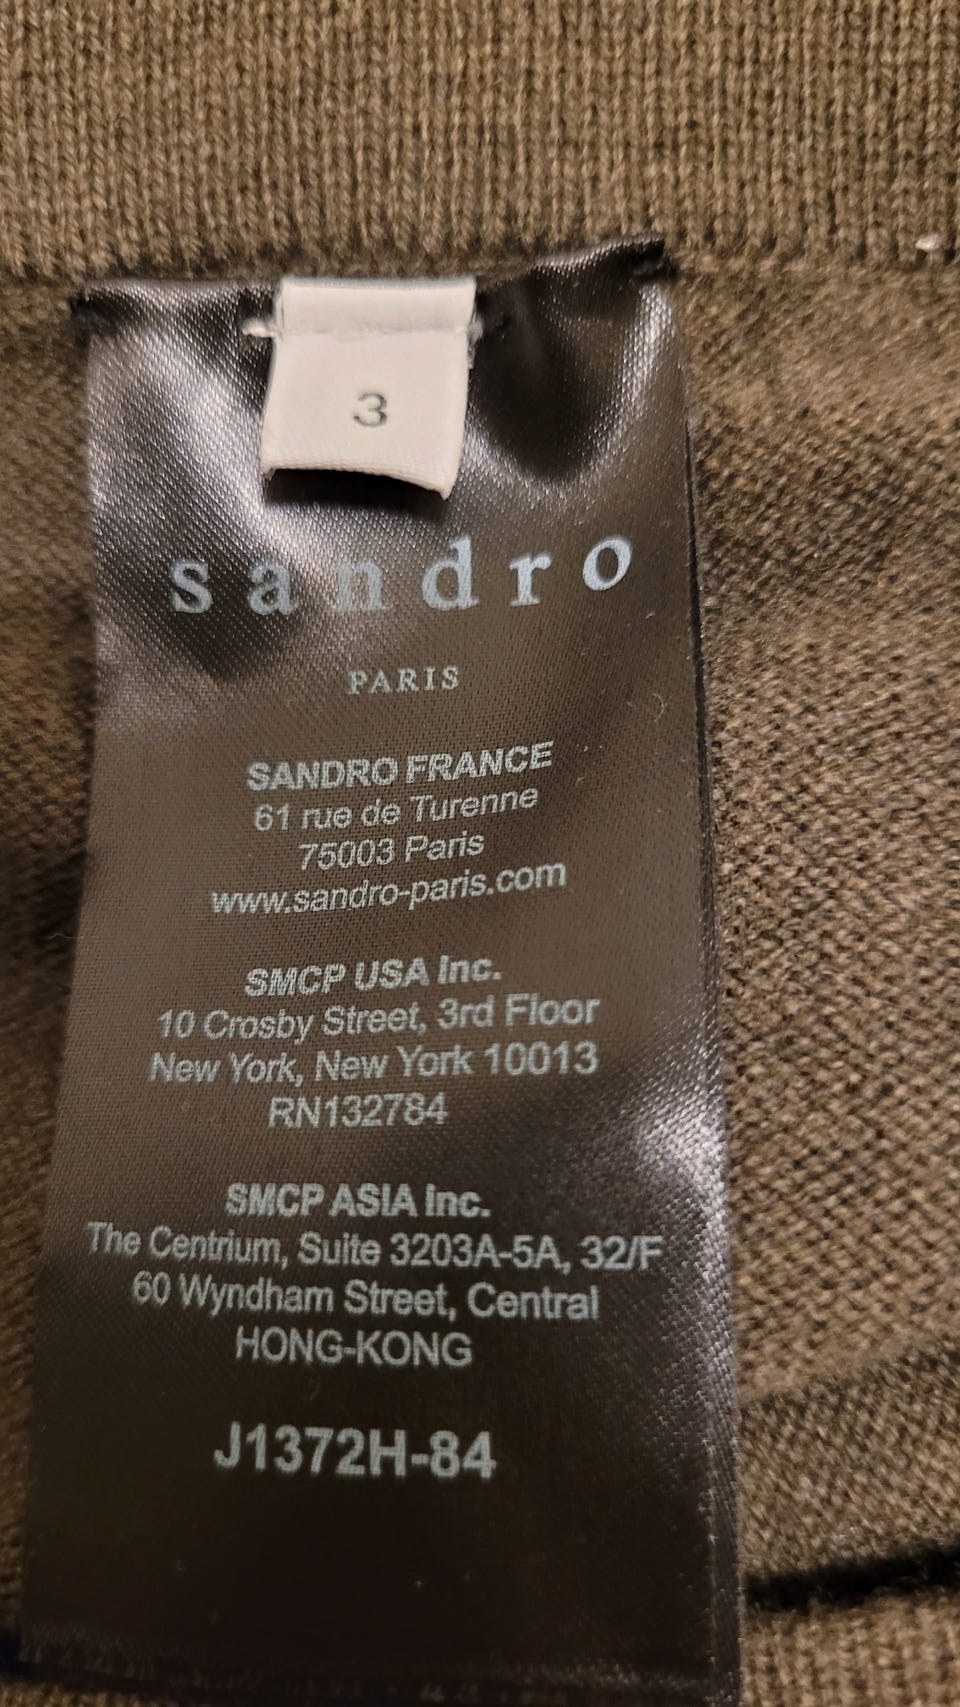 3
sandro
PARIS
SANDRO FRANCE
61 rue de Turenne
75003 Paris
www.sandro-paris.com
SMCP USA Inc.
10 Crosby Street, 3rd Floor
New York, New York 10013
RN132784
SMCP ASIA Inc.
The Centrium, Suite 3203A-5A, 32/F
60 Wyndham Street, Central
HONG-KONG
J1372H-84